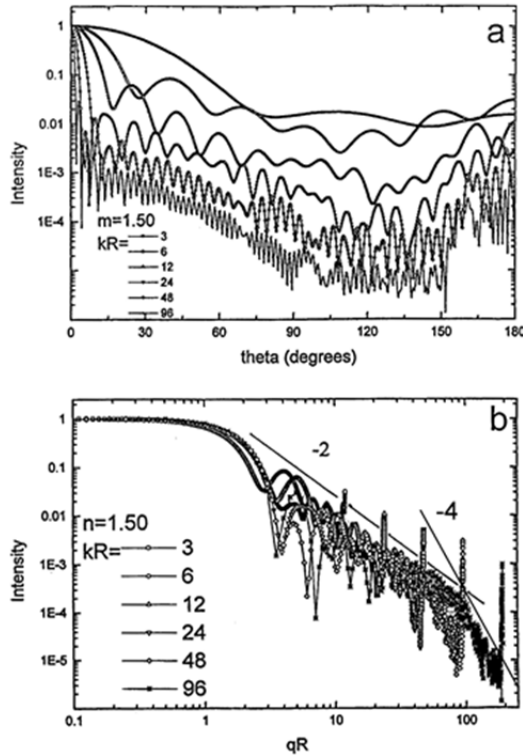 a
1
0.1
0.01
1E-3
1E-4
Intensity
m=1.50
kR=
3
6
12
24
48
96
0 30 60 90 120 150 180
theta (degrees)
b
1
0.1
0.01
1E-3
1E-4
1E-5
Intensity
-2
-4
n=1.50
kR=
3
6
12
24
48
96
0.1 1 10 100
qR